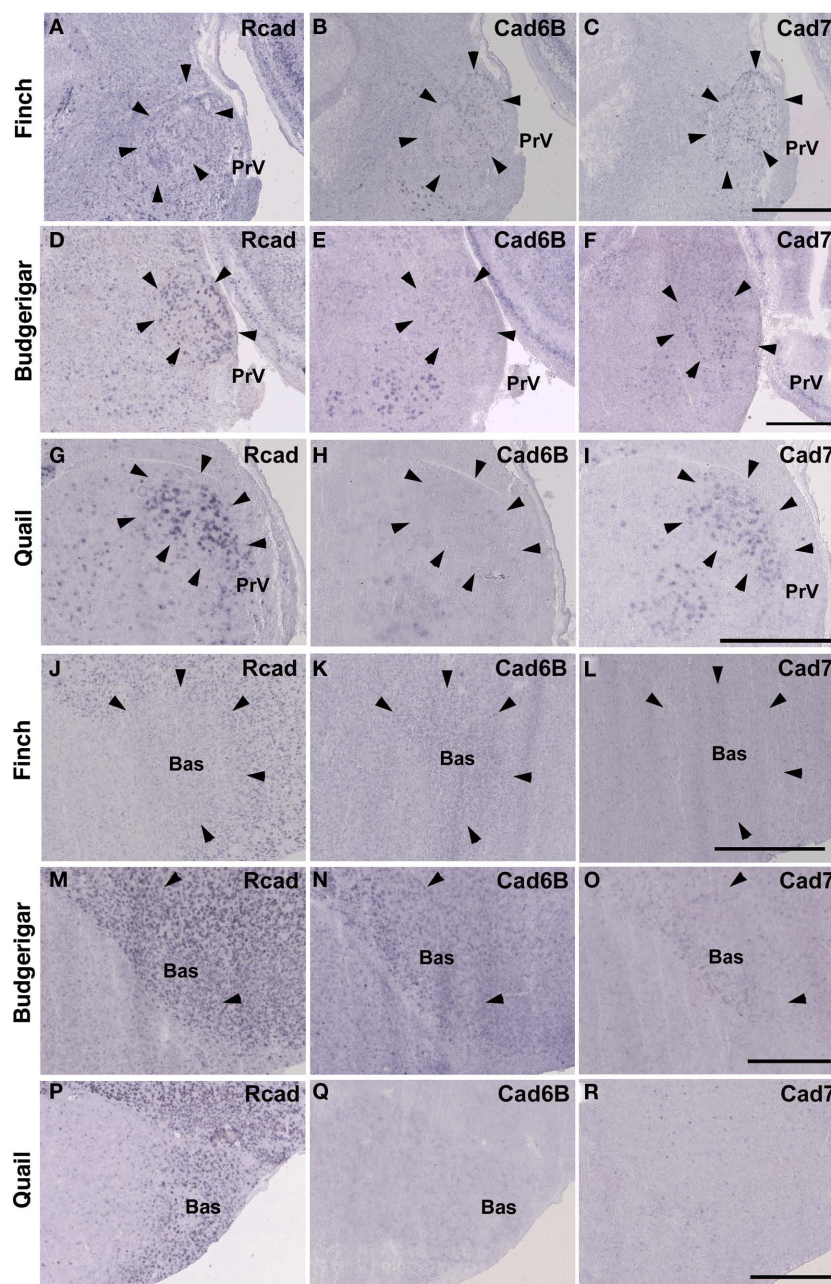 A Rcad B Cad6B C Cad7
Finch
PrV PrV PrV
D Rcad E Cad6B F Cad7
Budgerigar
PrV PrV PrV
G Rcad H Cad6B I Cad7
Quail
PrV PrV
J Rcad K Cad6B L Cad7
Finch
Bas Bas Bas
M Rcad N Cad6B O Cad7
Budgerigar
Bas Bas Bas
P Rcad Q Cad6B R Cad7
Quail
Bas Bas